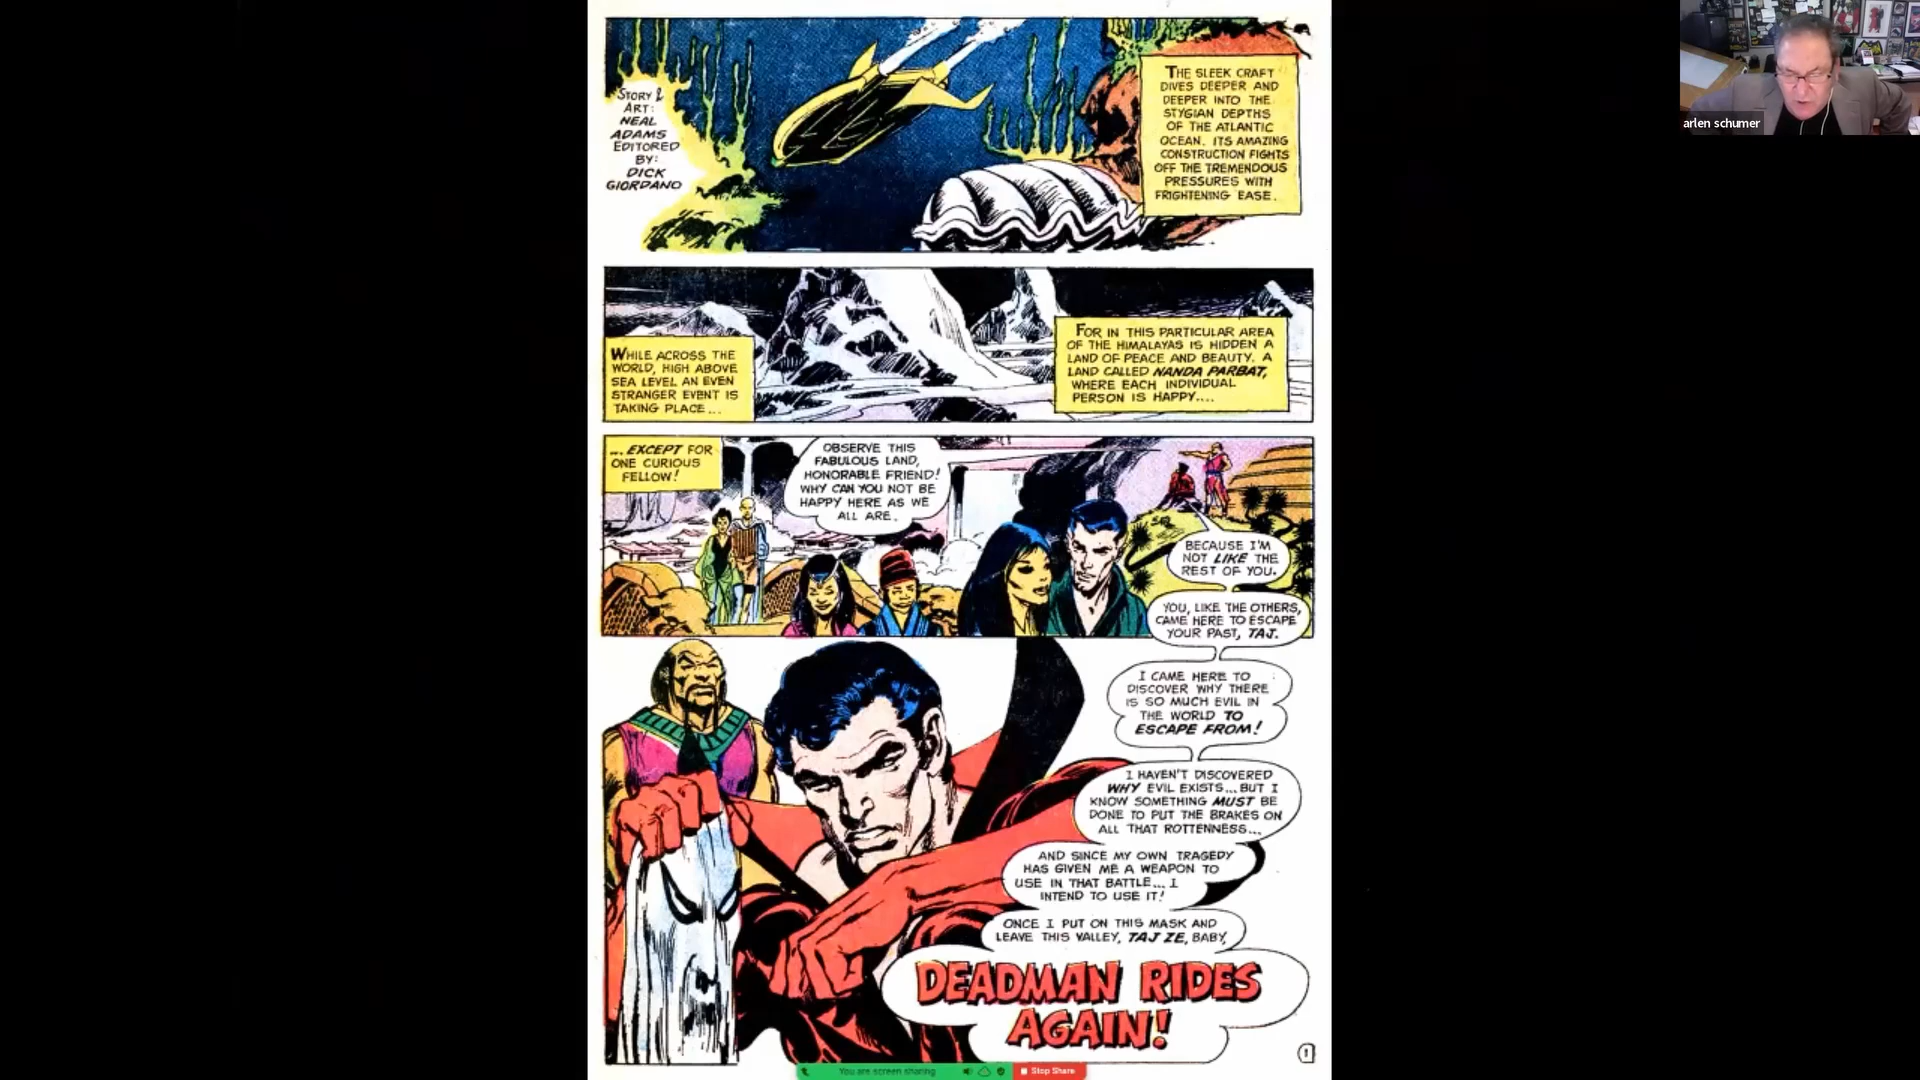 STORY &
ART:
NEAL
ADAMS
EDITORED
BY:
DICK
GIORDANO
THE SLEEK CRAFT
DIVES DEEPER AND
DEEPER INTO THE
STYGIAN DEPTHS
OF THE ATLANTIC
OCEAN. ITS AMAZING
CONSTRUCTION FIGHTS
OFF THE TREMENDOUS
PRESSURES WITH
FRIGHTENING EASE.
arlen schumer
WHILE ACROSS THE
WORLD, HIGH ABOVE
SEA LEVEL AN EVEN
STRANGER EVENT IS
TAKING PLACE...
FOR IN THIS PARTICULAR AREA
OF THE HIMALAYAS IS HIDDEN A
LAND OF PEACE AND BEAUTY. A
LAND CALLED NANDA PARBAT,
WHERE EACH INDIVIDUAL
PERSON IS HAPPY....
...EXCEPT FOR
ONE CURIOUS
FELLOW!
OBSERVE THIS
FABULOUS LAND,
HONORABLE FRIEND!
WHY CAN YOU NOT BE
HAPPY HERE AS WE
ALL ARE.
BECAUSE I'M
NOT LIKE THE
REST OF YOU.
YOU, LIKE THE OTHERS,
CAME HERE TO ESCAPE
YOUR PAST, TAJ.
I CAME HERE TO
DISCOVER WHY THERE
IS SO MUCH EVIL IN
THE WORLD TO
ESCAPE FROM!
I HAVEN'T DISCOVERED
WHY EVIL EXISTS...BUT I
KNOW SOMETHING MUST BE
DONE TO PUT THE BRAKES ON
ALL THAT ROTTENNESS...
AND SINCE MY OWN TRAGEDY
HAS GIVEN ME A WEAPON TO
USE IN THAT BATTLE... I
INTEND TO USE IT!
ONCE I PUT ON THIS MASK AND
LEAVE THIS VALLEY, TAJ ZE, BABY,
DEADMAN RIDES
AGAIN!
1
You are screen sharing
Stop Share